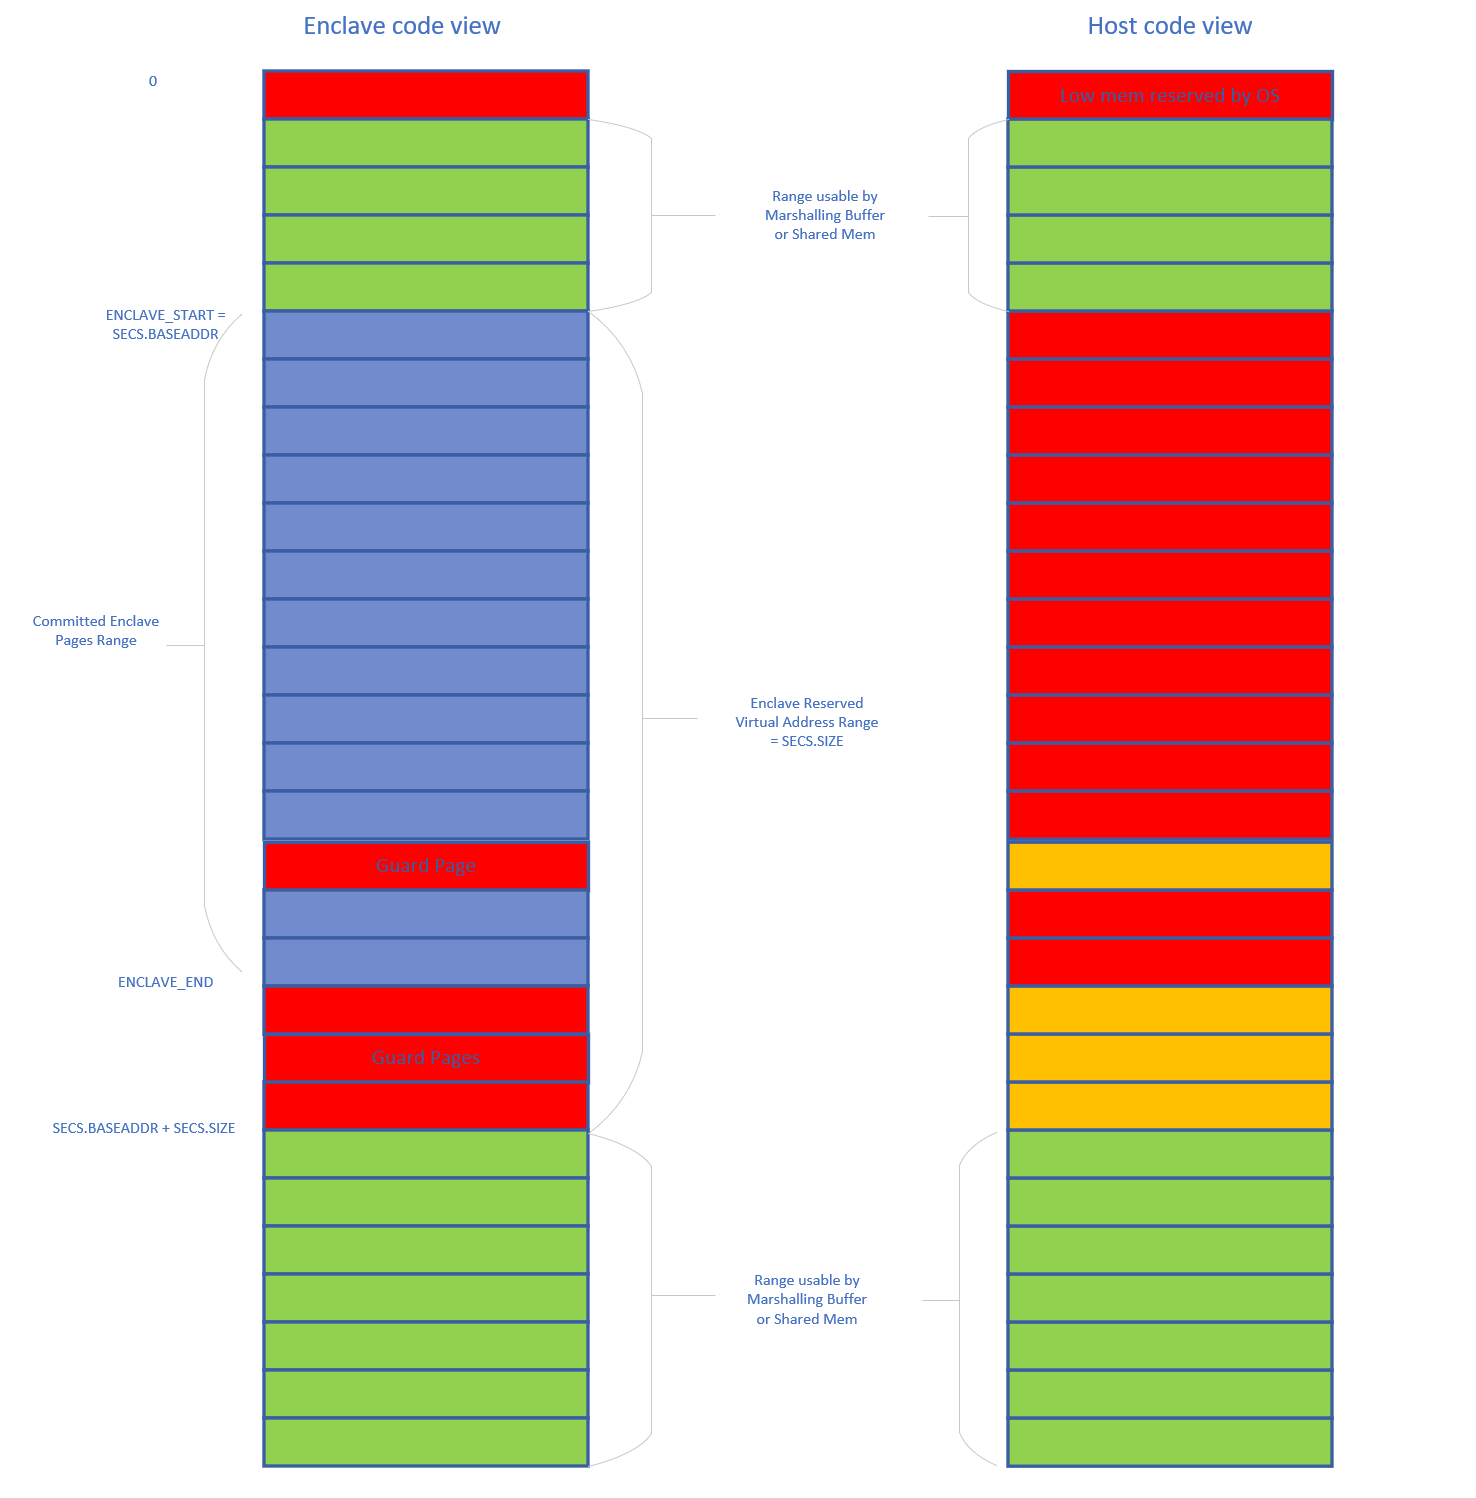 Enclave code view
Host code view
0
Low mem reserved by OS
Range usable by
Marshalling Buffer
or Shared Mem
ENCLAVE_START =
SECS.BASEADDR
Committed Enclave
Pages Range
Enclave Reserved
Virtual Address Range
= SECS.SIZE
Guard Page
ENCLAVE_END
Guard Pages
SECS.BASEADDR + SECS.SIZE
Range usable by
Marshalling Buffer
or Shared Mem